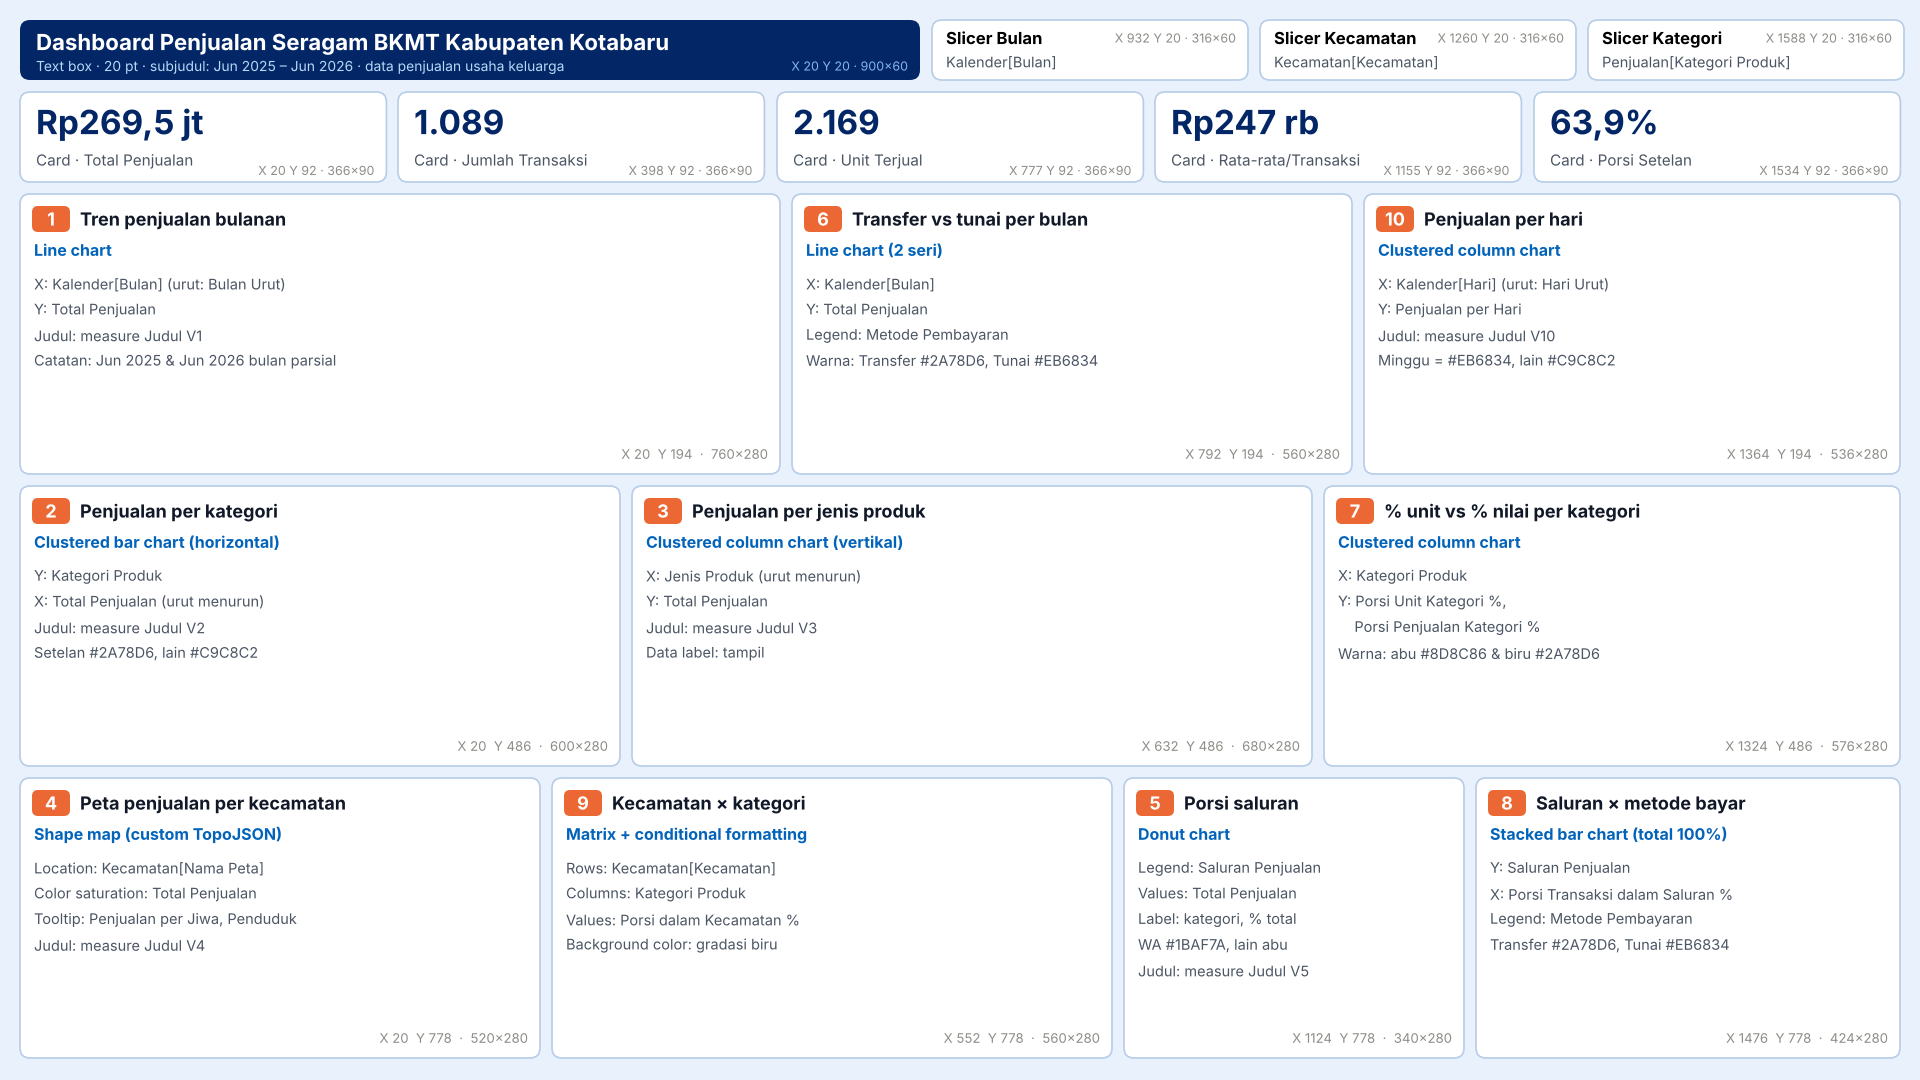 Dashboard Penjualan Seragam BKMT Kabupaten Kotabaru
Text box · 20 pt · subjudul: Jun 2025 – Jun 2026 · data penjualan usaha keluarga
X 20 Y 20 · 900×60
Slicer Bulan
X 932 Y 20 · 316×60
Kalender[Bulan]
Slicer Kecamatan
X 1260 Y 20 · 316×60
Kecamatan[Kecamatan]
Slicer Kategori
X 1588 Y 20 · 316×60
Penjualan[Kategori Produk]
Rp269,5 jt
Card · Total Penjualan
X 20 Y 92 · 366×90
1.089
Card · Jumlah Transaksi
X 398 Y 92 · 366×90
2.169
Card · Unit Terjual
X 777 Y 92 · 366×90
Rp247 rb
Card · Rata-rata/Transaksi
X 1155 Y 92 · 366×90
63,9%
Card · Porsi Setelan
X 1534 Y 92 · 366×90
1 Tren penjualan bulanan
Line chart
X: Kalender[Bulan] (urut: Bulan Urut)
Y: Total Penjualan
Judul: measure Judul V1
Catatan: Jun 2025 & Jun 2026 bulan parsial
X 20 Y 194 · 760×280
6 Transfer vs tunai per bulan
Line chart (2 seri)
X: Kalender[Bulan]
Y: Total Penjualan
Legend: Metode Pembayaran
Warna: Transfer #2A78D6, Tunai #EB6834
X 792 Y 194 · 560×280
10 Penjualan per hari
Clustered column chart
X: Kalender[Hari] (urut: Hari Urut)
Y: Penjualan per Hari
Judul: measure Judul V10
Minggu = #EB6834, lain #C9C8C2
X 1364 Y 194 · 536×280
2 Penjualan per kategori
Clustered bar chart (horizontal)
Y: Kategori Produk
X: Total Penjualan (urut menurun)
Judul: measure Judul V2
Setelan #2A78D6, lain #C9C8C2
X 20 Y 486 · 600×280
3 Penjualan per jenis produk
Clustered column chart (vertikal)
X: Jenis Produk (urut menurun)
Y: Total Penjualan
Judul: measure Judul V3
Data label: tampil
X 632 Y 486 · 680×280
7 % unit vs % nilai per kategori
Clustered column chart
X: Kategori Produk
Y: Porsi Unit Kategori %,
Porsi Penjualan Kategori %
Warna: abu #8D8C86 & biru #2A78D6
X 1324 Y 486 · 576×280
4 Peta penjualan per kecamatan
Shape map (custom TopoJSON)
Location: Kecamatan[Nama Peta]
Color saturation: Total Penjualan
Tooltip: Penjualan per Jiwa, Penduduk
Judul: measure Judul V4
X 20 Y 778 · 520×280
9 Kecamatan × kategori
Matrix + conditional formatting
Rows: Kecamatan[Kecamatan]
Columns: Kategori Produk
Values: Porsi dalam Kecamatan %
Background color: gradasi biru
X 552 Y 778 · 560×280
5 Porsi saluran
Donut chart
Legend: Saluran Penjualan
Values: Total Penjualan
Label: kategori, % total
WA #1BAF7A, lain abu
Judul: measure Judul V5
X 1124 Y 778 · 340×280
8 Saluran × metode bayar
Stacked bar chart (total 100%)
Y: Saluran Penjualan
X: Porsi Transaksi dalam Saluran %
Legend: Metode Pembayaran
Transfer #2A78D6, Tunai #EB6834
X 1476 Y 778 · 424×280